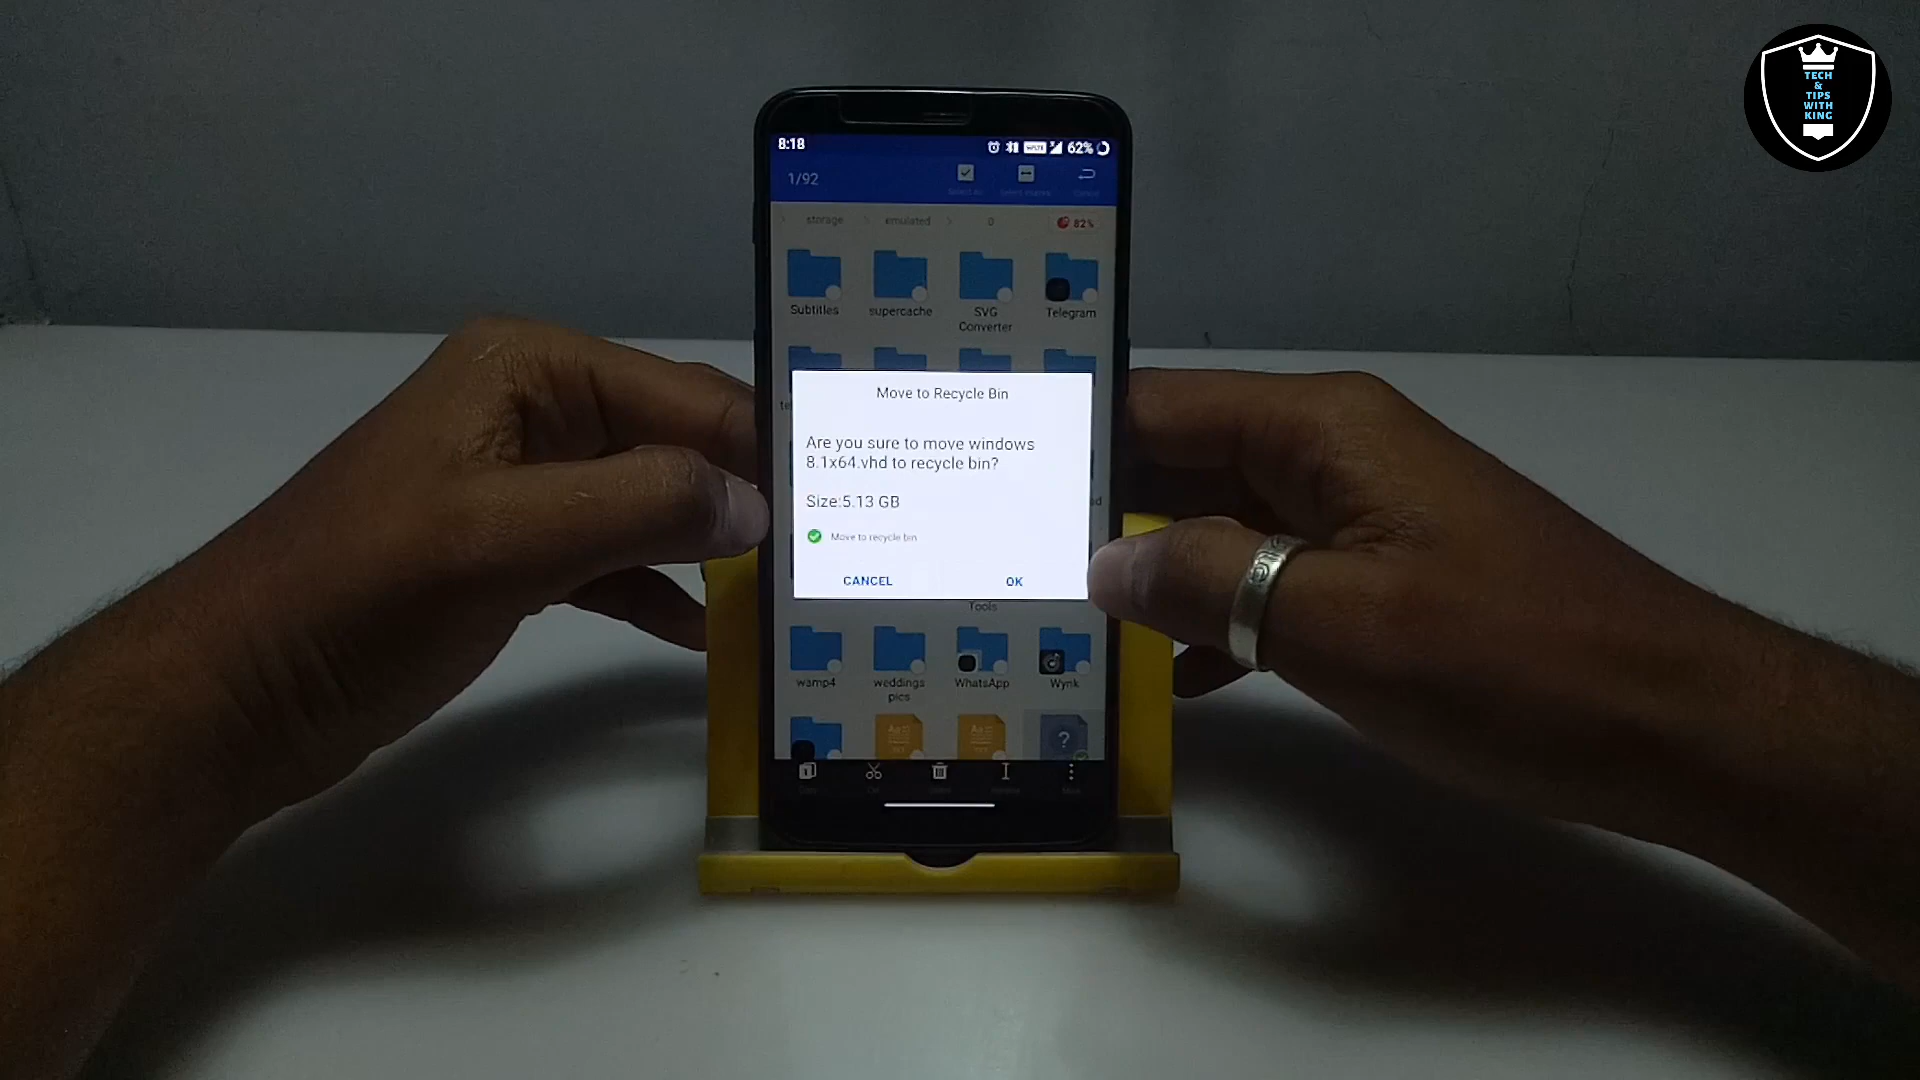 TECH
&
TIPS
WITH
KING
8:18
62%
1/92
storage
emulated
0
82%
Subtitles
supercache
SVG
Converter
Telegram
Move to Recycle Bin
Are you sure to move windows
8.1x64.vhd to recycle bin?
Size:5.13 GB
Move to recycle bin
CANCEL
OK
Tools
wamp4
weddings
pics
WhatsApp
Wynk
?